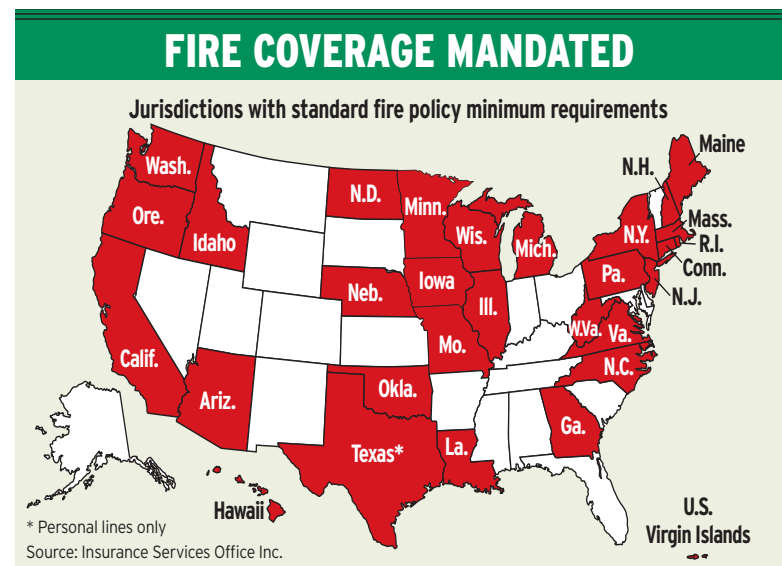 FIRE COVERAGE MANDATED
Jurisdictions with standard fire policy minimum requirements
Maine
N.H.
Wash.
N.D.
Minn.
Ore.
Mass.
Wis.
N.Y.
Idaho
Mich.
R.I.
Conn.
Pa.
Iowa
Neb.
N.J.
Ill.
W.Va.
Va.
Mo.
Calif.
N.C.
Okla.
Ariz.
Ga.
La.
Texas*
Hawaii
U.S.
Virgin Islands
* Personal lines only
Source: Insurance Services Office Inc.